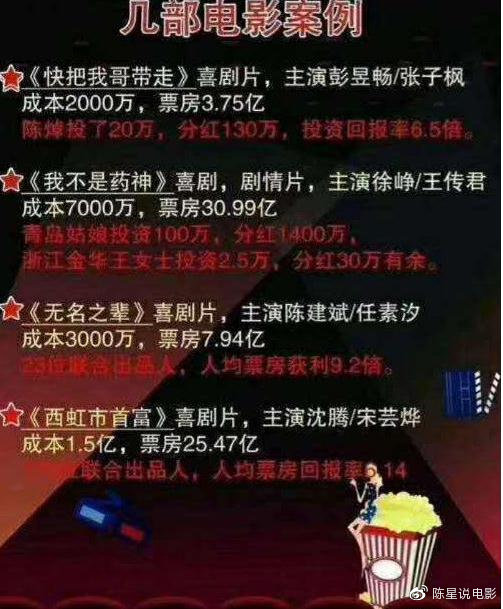 几部电影案例
《快把我哥带走》喜剧片，主演彭昱畅/张子枫
成本2000万，票房3.75亿
陈焯投了20万，分红130万，投资回报率6.5倍。
《我不是药神》喜剧，剧情片，主演徐峥/王传君
成本7000万，票房30.99亿
青岛姑娘投资100万，分红1400万，
浙江金华王女士投资2.5万，分红30万有余。
《无名之辈》喜剧片，主演陈建斌/任素汐
成本3000万，票房7.94亿
23位联合出品人，人均票房获利9.2倍。
《西虹市首富》喜剧片，主演沈腾/宋芸烨
成本1.5亿，票房25.47亿
联合出品人，人均票房回报率6.14
陈星说电影